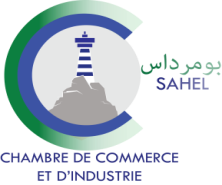 بومرداس
SAHEL
CHAMBRE DE COMMERCE
ET D'INDUSTRIE